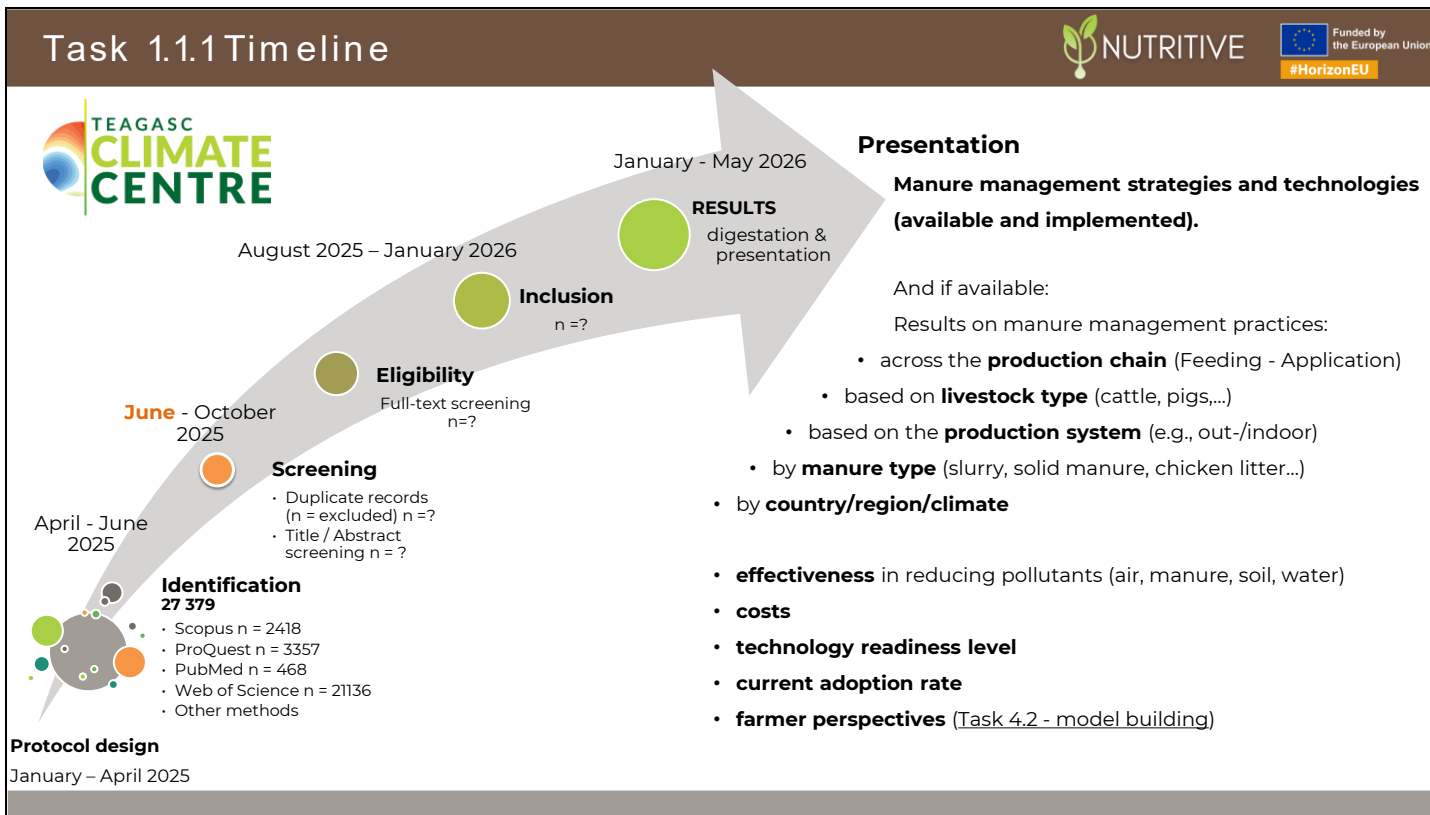 Task 1.1.1 Timeline
NUTRITIVE
Funded by
the European Union
#HorizonEU
TEAGASC
CLIMATE
CENTRE
Protocol design
January – April 2025
April - June
2025
Identification
27 379
• Scopus n = 2418
• ProQuest n = 3357
• PubMed n = 468
• Web of Science n = 21136
• Other methods
June - October
2025
Screening
• Duplicate records
(n = excluded) n =?
• Title / Abstract
screening n = ?
Eligibility
Full-text screening
n=?
August 2025 – January 2026
Inclusion
n =?
January - May 2026
RESULTS
digestation &
presentation
Presentation
Manure management strategies and technologies
(available and implemented).
And if available:
Results on manure management practices:
• across the production chain (Feeding - Application)
• based on livestock type (cattle, pigs,...)
• based on the production system (e.g., out-/indoor)
• by manure type (slurry, solid manure, chicken litter...)
• by country/region/climate
• effectiveness in reducing pollutants (air, manure, soil, water)
• costs
• technology readiness level
• current adoption rate
• farmer perspectives (Task 4.2 - model building)